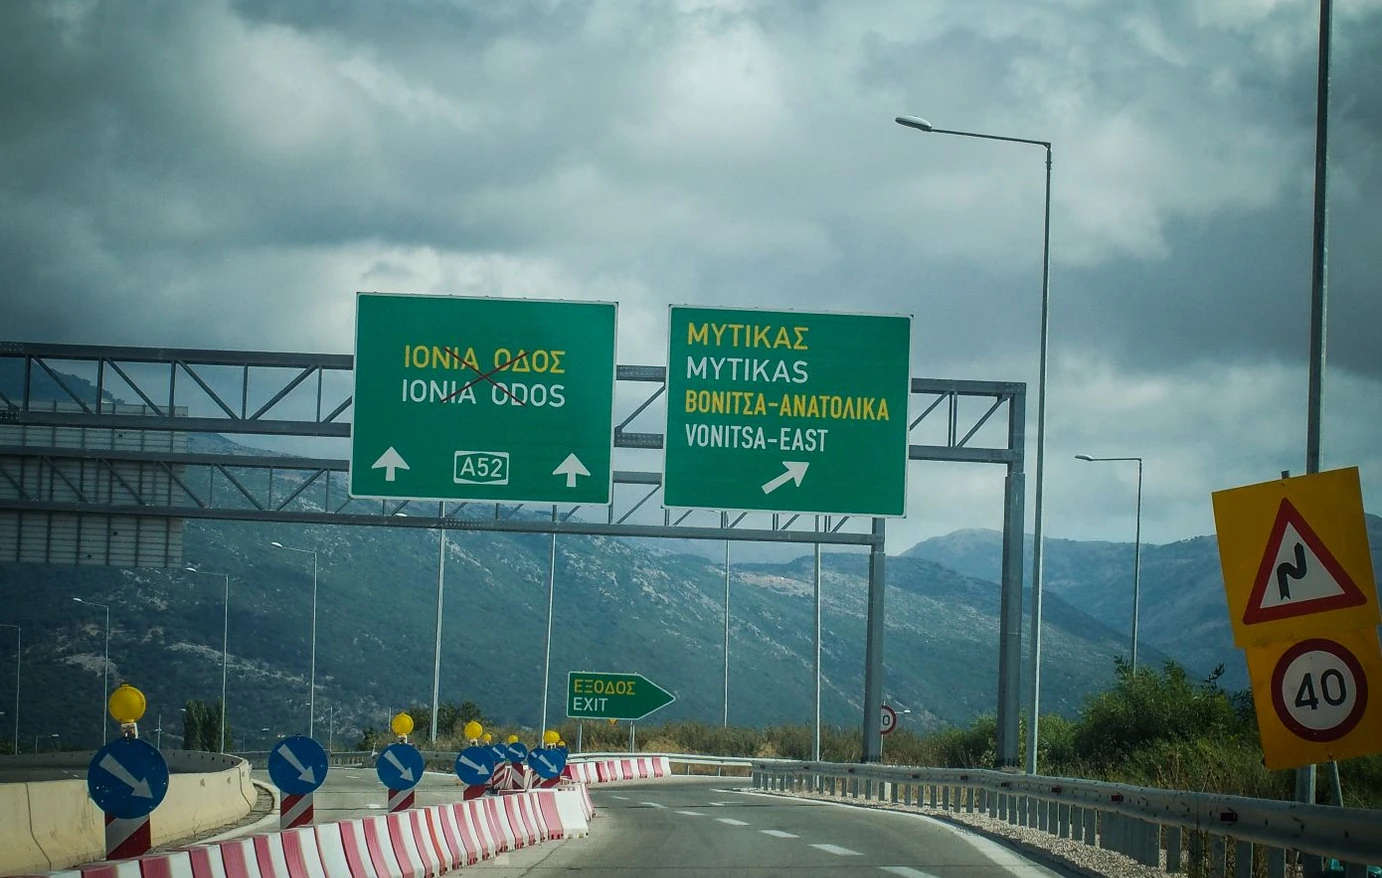 ΙΟΝΙΑ ΟΔΟΣ
IONIA ODOS
A52
ΜΥΤΙΚΑΣ
MYTIKAS
ΒΟΝΙΤΣΑ-ΑΝΑΤΟΛΙΚΑ
VONITSA-EAST
ΕΞΟΔΟΣ
EXIT
40